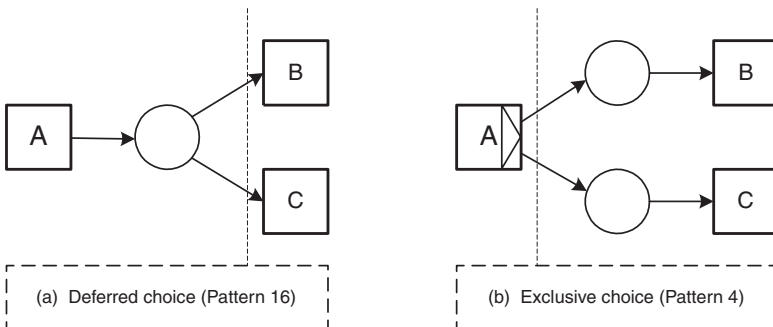 B B
A A
C C
(a) Deferred choice (Pattern 16) (b) Exclusive choice (Pattern 4)